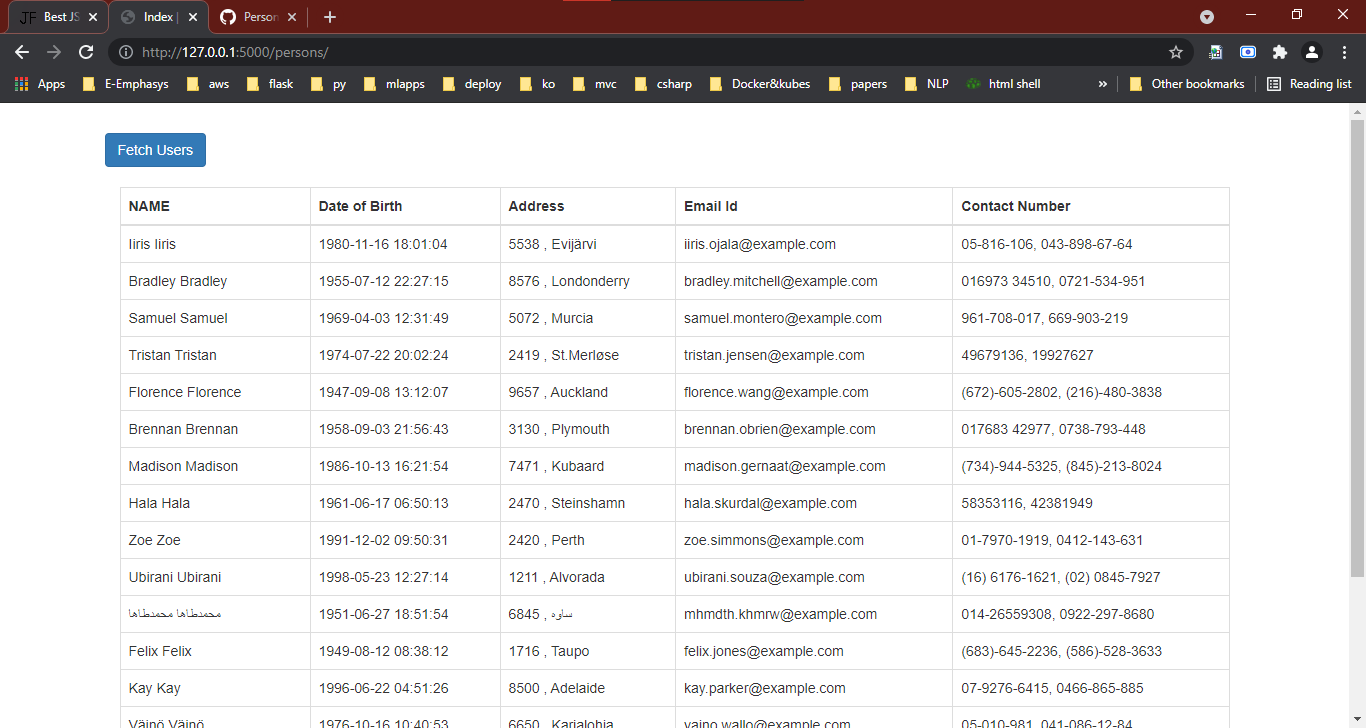 JF Best JS Index | Person
http://127.0.0.1:5000/persons/
Apps E-Emphasys aws flask py mlapps deploy ko mvc csharp Docker&kubes papers NLP html shell » Other bookmarks Reading list
Fetch Users
NAME Date of Birth Address Email Id Contact Number
Iiris Iiris 1980-11-16 18:01:04 5538 , Evijärvi iiris.ojala@example.com 05-816-106, 043-898-67-64
Bradley Bradley 1955-07-12 22:27:15 8576 , Londonderry bradley.mitchell@example.com 016973 34510, 0721-534-951
Samuel Samuel 1969-04-03 12:31:49 5072 , Murcia samuel.montero@example.com 961-708-017, 669-903-219
Tristan Tristan 1974-07-22 20:02:24 2419 , St.Merløse tristan.jensen@example.com 49679136, 19927627
Florence Florence 1947-09-08 13:12:07 9657 , Auckland florence.wang@example.com (672)-605-2802, (216)-480-3838
Brennan Brennan 1958-09-03 21:56:43 3130 , Plymouth brennan.obrien@example.com 017683 42977, 0738-793-448
Madison Madison 1986-10-13 16:21:54 7471 , Kubaard madison.gernaat@example.com (734)-944-5325, (845)-213-8024
Hala Hala 1961-06-17 06:50:13 2470 , Steinshamn hala.skurdal@example.com 58353116, 42381949
Zoe Zoe 1991-12-02 09:50:31 2420 , Perth zoe.simmons@example.com 01-7970-1919, 0412-143-631
Ubirani Ubirani 1998-05-23 12:27:14 1211 , Alvorada ubirani.souza@example.com (16) 6176-1621, (02) 0845-7927
محمدطاها محمدطاها 1951-06-27 18:51:54 6845 , ساوه mhmdth.khmrw@example.com 014-26559308, 0922-297-8680
Felix Felix 1949-08-12 08:38:12 1716 , Taupo felix.jones@example.com (683)-645-2236, (586)-528-3633
Kay Kay 1996-06-22 04:51:26 8500 , Adelaide kay.parker@example.com 07-9276-6415, 0466-865-885
Väinö Väinö 1976-10-16 10:40:53 6650 , Karjalohja vaino.wallo@example.com 05-010-981, 041-086-12-84